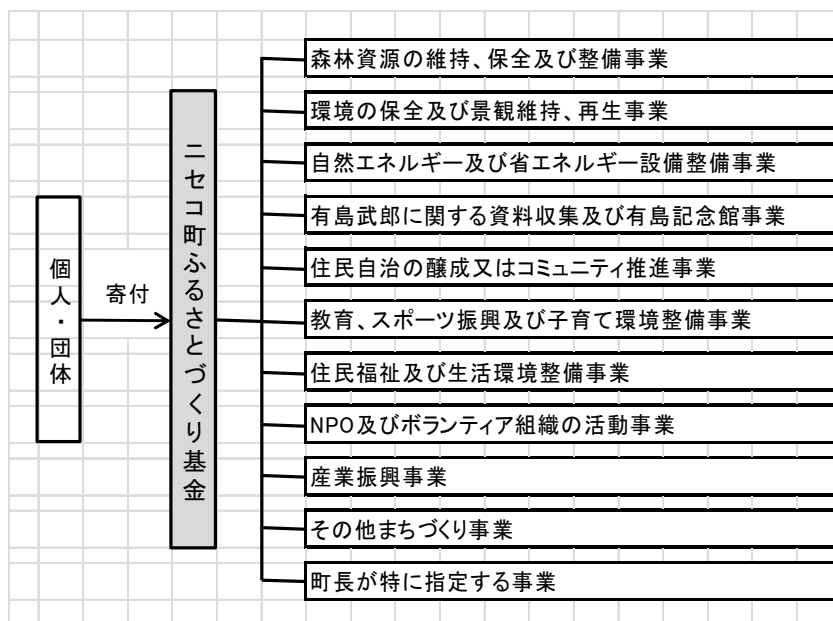 個人・団体
寄付
ニセコ町ふるさとづくり基金
森林資源の維持、保全及び整備事業
環境の保全及び景観維持、再生事業
自然エネルギー及び省エネルギー設備整備事業
有島武郎に関する資料収集及び有島記念館事業
住民自治の醸成又はコミュニティ推進事業
教育、スポーツ振興及び子育て環境整備事業
住民福祉及び生活環境整備事業
NPO及びボランティア組織の活動事業
産業振興事業
その他まちづくり事業
町長が特に指定する事業